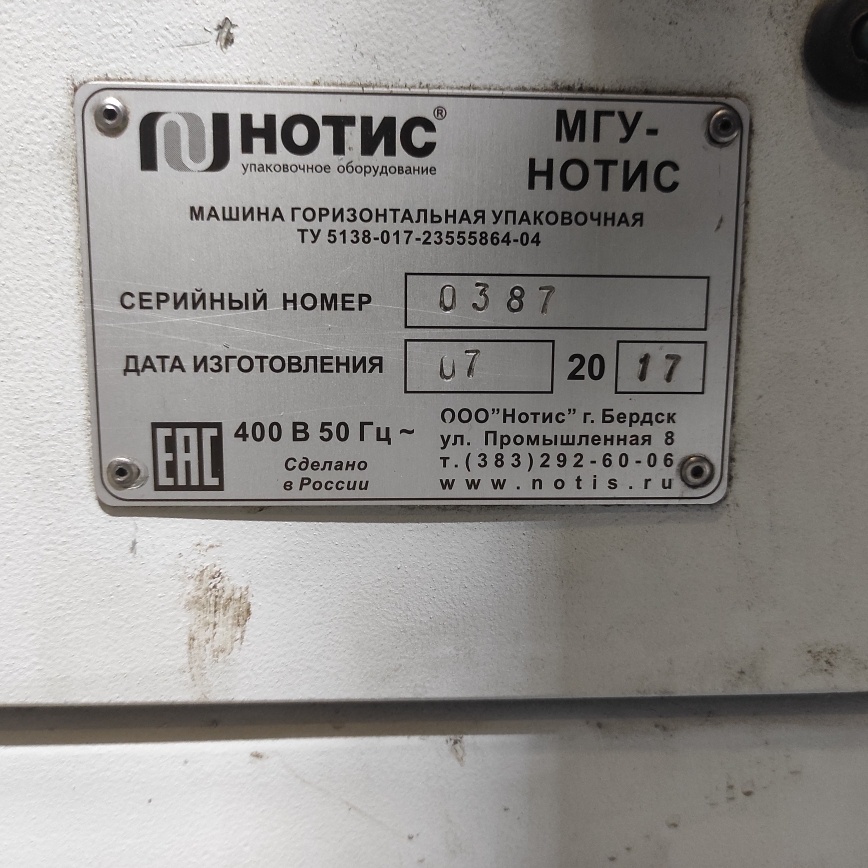 НОТИС®
упаковочное оборудование
МГУ-
НОТИС
МАШИНА ГОРИЗОНТАЛЬНАЯ УПАКОВОЧНАЯ
ТУ 5138-017-23555864-04
СЕРИЙНЫЙ НОМЕР 0387
ДАТА ИЗГОТОВЛЕНИЯ 07 20 17
EAC 400 В 50 Гц ~
Сделано
в России
ООО"Нотис" г. Бердск
ул. Промышленная 8
т.(383)292-60-06
www.notis.ru